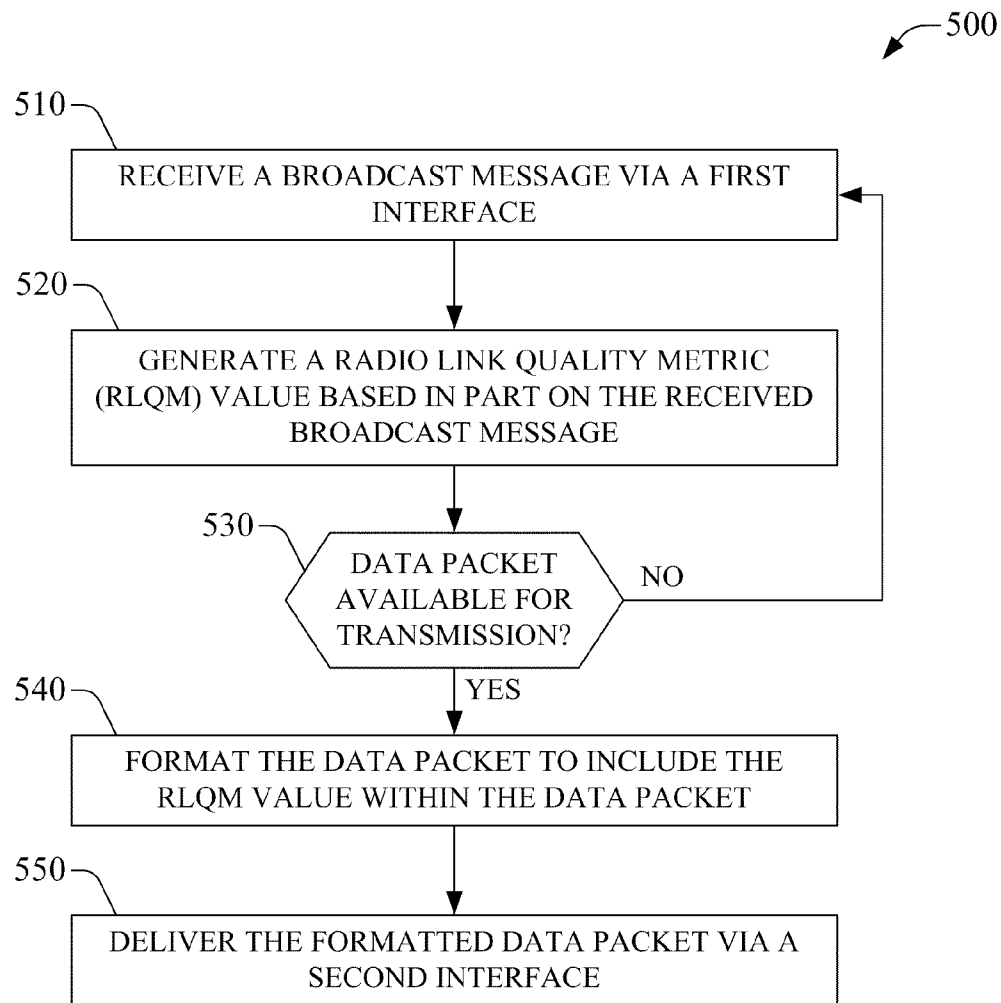 500
510
RECEIVE A BROADCAST MESSAGE VIA A FIRST
INTERFACE
520
GENERATE A RADIO LINK QUALITY METRIC
(RLQM) VALUE BASED IN PART ON THE RECEIVED
BROADCAST MESSAGE
530
DATA PACKET
AVAILABLE FOR
TRANSMISSION?
NO
YES
540
FORMAT THE DATA PACKET TO INCLUDE THE
RLQM VALUE WITHIN THE DATA PACKET
550
DELIVER THE FORMATTED DATA PACKET VIA A
SECOND INTERFACE